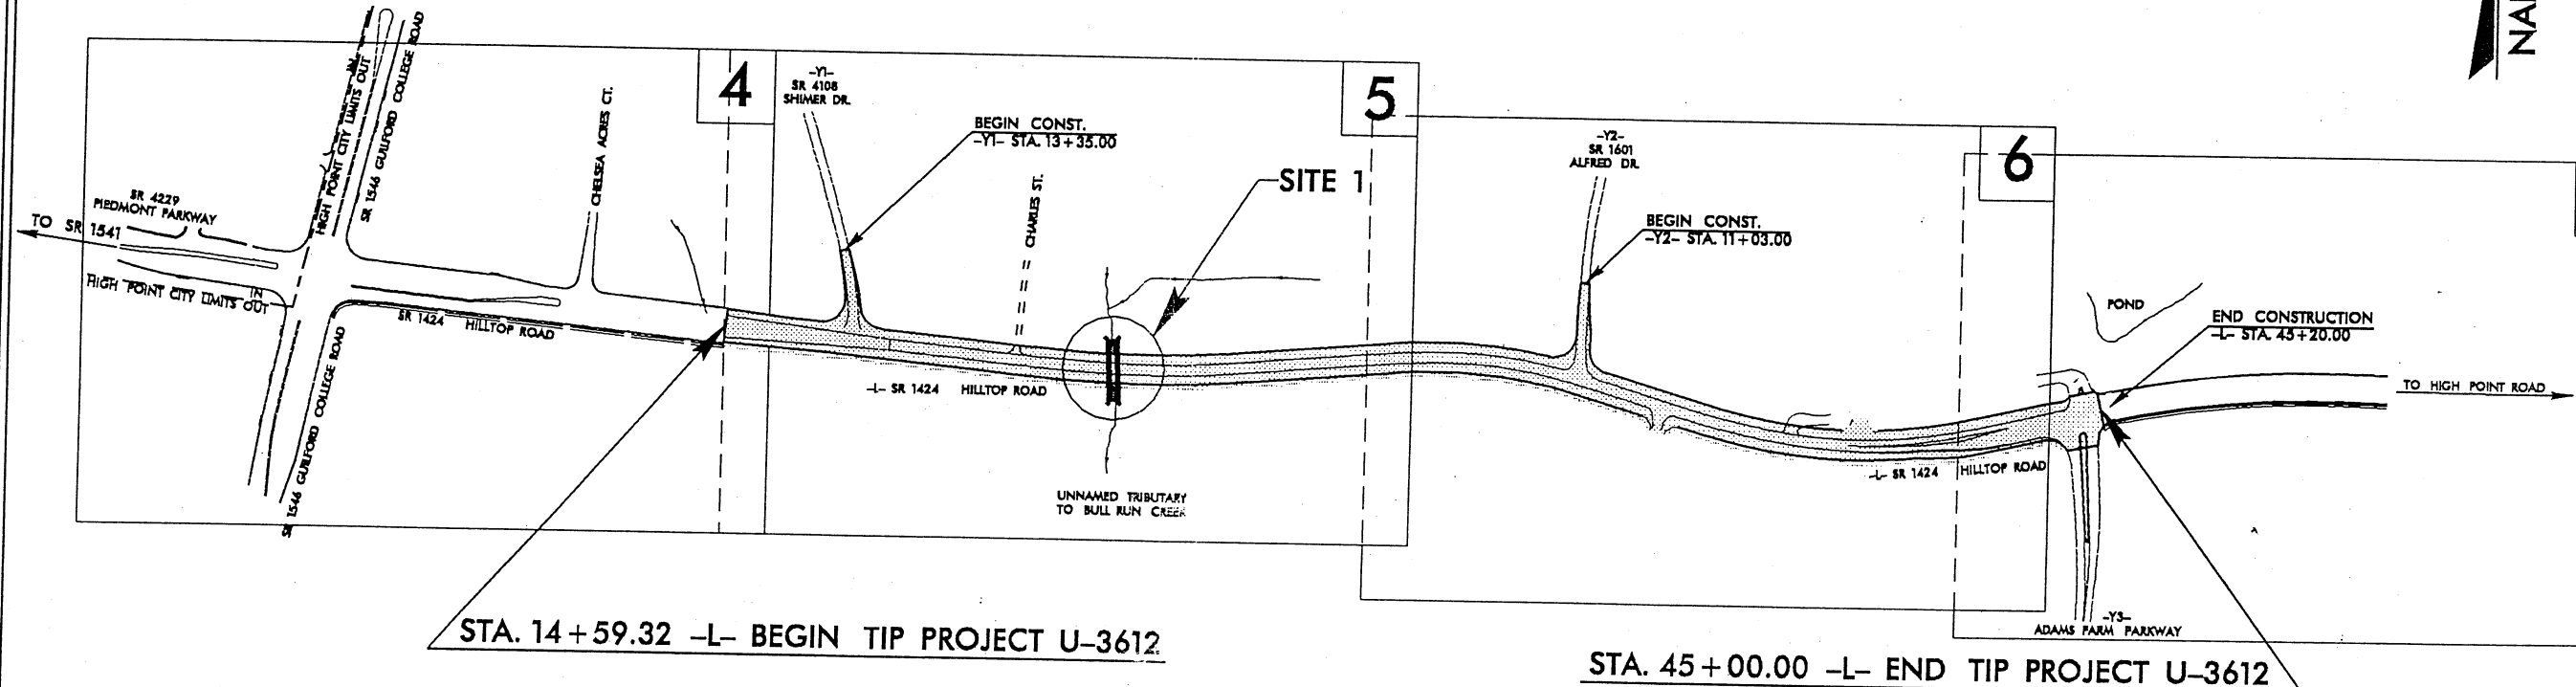 NA
HIGH POINT CITY LIMITS OUT
IN
SR 1546 GUILFORD COLLEGE ROAD
CHELSEA ACRES CT.
4
-Y1-
SR 4108
SHIMER DR.
BEGIN CONST.
-Y1- STA. 13+35.00
CHARLES ST.
SITE 1
5
-Y2-
SR 1601
ALFRED DR.
BEGIN CONST.
-Y2- STA. 11+03.00
6
POND
END CONSTRUCTION
-L- STA. 45+20.00
TO HIGH POINT ROAD
SR 4229
PIEDMONT PARKWAY
TO SR 1541
IN
HIGH POINT CITY LIMITS OUT
SR 1424 HILLTOP ROAD
SR 1546 GUILFORD COLLEGE ROAD
-L- SR 1424 HILLTOP ROAD
UNNAMED TRIBUTARY
TO BULL RUN CREEK
-L- SR 1424 HILLTOP ROAD
-Y3-
ADAMS FARM PARKWAY
STA. 14+59.32 -L- BEGIN TIP PROJECT U-3612
STA. 45+00.00 -L- END TIP PROJECT U-3612